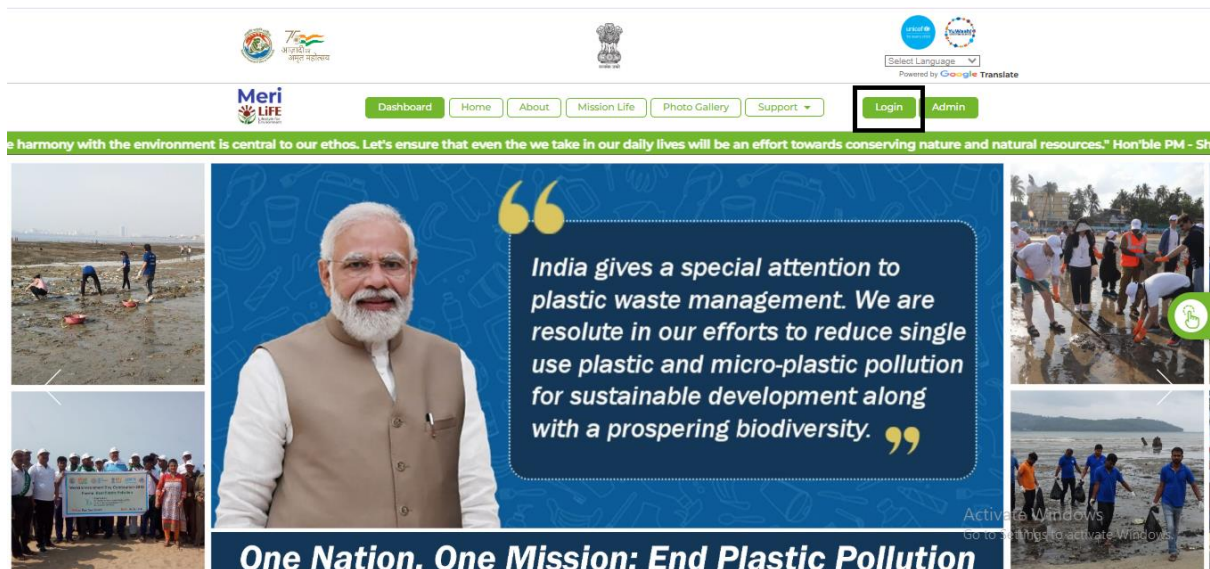 75
आज़ादी का
अमृत महोत्सव
unicef
YuWaah
Select Language
Powered by Google Translate
Meri
LiFE
Dashboard Home About Mission Life Photo Gallery Support Login Admin
e harmony with the environment is central to our ethos. Let's ensure that even the we take in our daily lives will be an effort towards conserving nature and natural resources." Hon'ble PM - Sh
India gives a special attention to
plastic waste management. We are
resolute in our efforts to reduce single
use plastic and micro-plastic pollution
for sustainable development along
with a prospering biodiversity.
One Nation, One Mission: End Plastic Pollution
Activate Windows
Go to Settings to activate Windows.